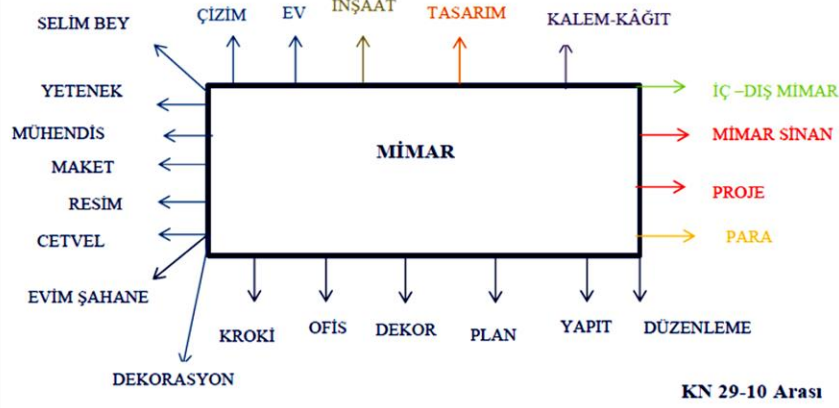 SELİM BEY
ÇİZİM
EV
İNŞAAT
TASARIM
KALEM-KÂĞIT
YETENEK
İÇ –DIŞ MİMAR
MÜHENDİS
MİMAR SİNAN
MİMAR
MAKET
PROJE
RESİM
CETVEL
PARA
EVİM ŞAHANE
KROKİ
OFİS
DEKOR
PLAN
YAPIT
DÜZENLEME
DEKORASYON
KN 29-10 Arası